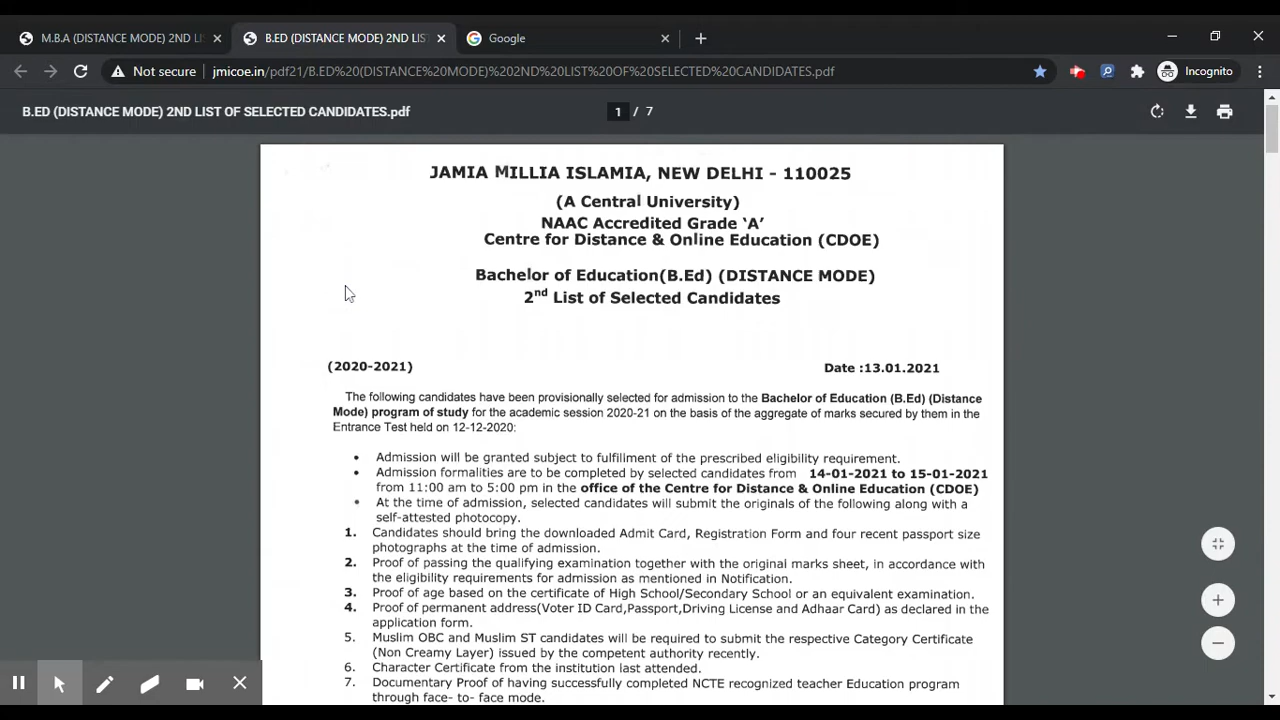 M.B.A (DISTANCE MODE) 2ND LIS
B.ED (DISTANCE MODE) 2ND LIST
Google
Not secure
jmicoe.in/pdf21/B.ED%20(DISTANCE%20MODE)%202ND%20LIST%20OF%20SELECTED%20CANDIDATES.pdf
Incognito
B.ED (DISTANCE MODE) 2ND LIST OF SELECTED CANDIDATES.pdf
1 / 7
JAMIA MILLIA ISLAMIA, NEW DELHI - 110025
(A Central University)
NAAC Accredited Grade ‘A’
Centre for Distance & Online Education (CDOE)
Bachelor of Education(B.Ed) (DISTANCE MODE)
2nd List of Selected Candidates
(2020-2021)
Date :13.01.2021
The following candidates have been provisionally selected for admission to the Bachelor of Education (B.Ed) (Distance
Mode) program of study for the academic session 2020-21 on the basis of the aggregate of marks secured by them in the
Entrance Test held on 12-12-2020:
• Admission will be granted subject to fulfillment of the prescribed eligibility requirement.
• Admission formalities are to be completed by selected candidates from 14-01-2021 to 15-01-2021
from 11:00 am to 5:00 pm in the office of the Centre for Distance & Online Education (CDOE)
• At the time of admission, selected candidates will submit the originals of the following along with a
self-attested photocopy.
1. Candidates should bring the downloaded Admit Card, Registration Form and four recent passport size
photographs at the time of admission.
2. Proof of passing the qualifying examination together with the original marks sheet, in accordance with
the eligibility requirements for admission as mentioned in Notification.
3. Proof of age based on the certificate of High School/Secondary School or an equivalent examination.
4. Proof of permanent address(Voter ID Card,Passport,Driving License and Adhaar Card) as declared in the
application form.
5. Muslim OBC and Muslim ST candidates will be required to submit the respective Category Certificate
(Non Creamy Layer) issued by the competent authority recently.
6. Character Certificate from the institution last attended.
7. Documentary Proof of having successfully completed NCTE recognized teacher Education program
through face-to- face mode.